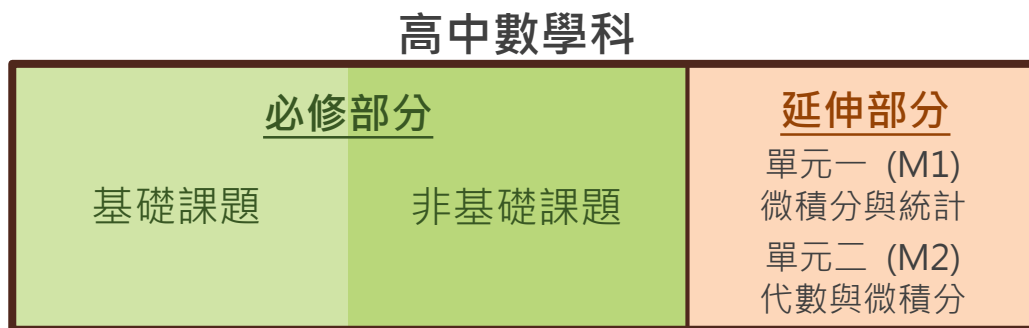 高中數學科
必修部分
基礎課題
非基礎課題
延伸部分
單元一 (M1)
微積分與統計
單元二 (M2)
代數與微積分